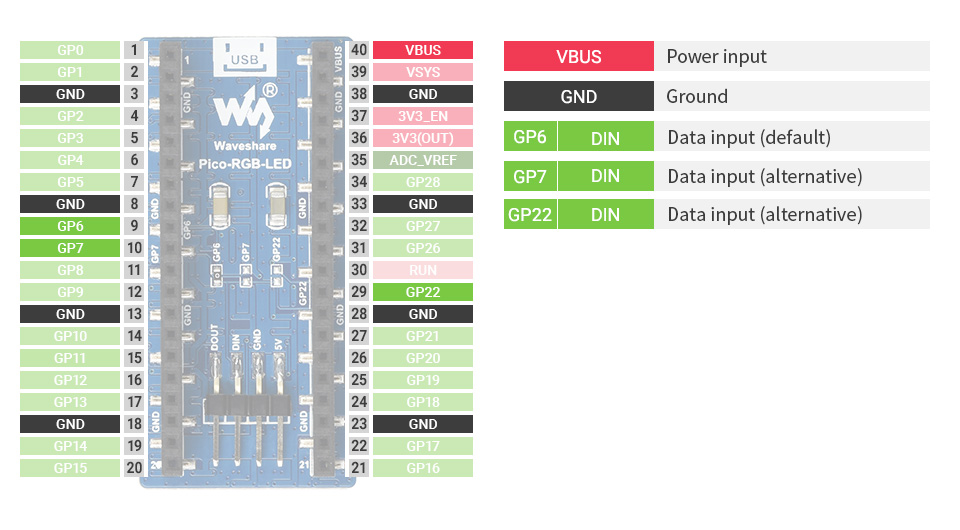 GP0 1 40 VBUS
GP1 2 39 VSYS
GND 3 38 GND
GP2 4 37 3V3_EN
GP3 5 36 3V3(OUT)
GP4 6 35 ADC_VREF
GP5 7 34 GP28
GND 8 33 GND
GP6 9 32 GP27
GP7 10 31 GP26
GP8 11 30 RUN
GP9 12 29 GP22
GND 13 28 GND
GP10 14 27 GP21
GP11 15 26 GP20
GP12 16 25 GP19
GP13 17 24 GP18
GND 18 23 GND
GP14 19 22 GP17
GP15 20 21 GP16
USB
1
VBUS
GND
GND
®
Waveshare
Pico-RGB-LED
GND
GP6
GND
GP7
GP6
GP7
GP22
GP22
GND
GND
DOUT
DIN
GND
5V
GND
GND
20
21
VBUS Power input
GND Ground
GP6 DIN Data input (default)
GP7 DIN Data input (alternative)
GP22 DIN Data input (alternative)